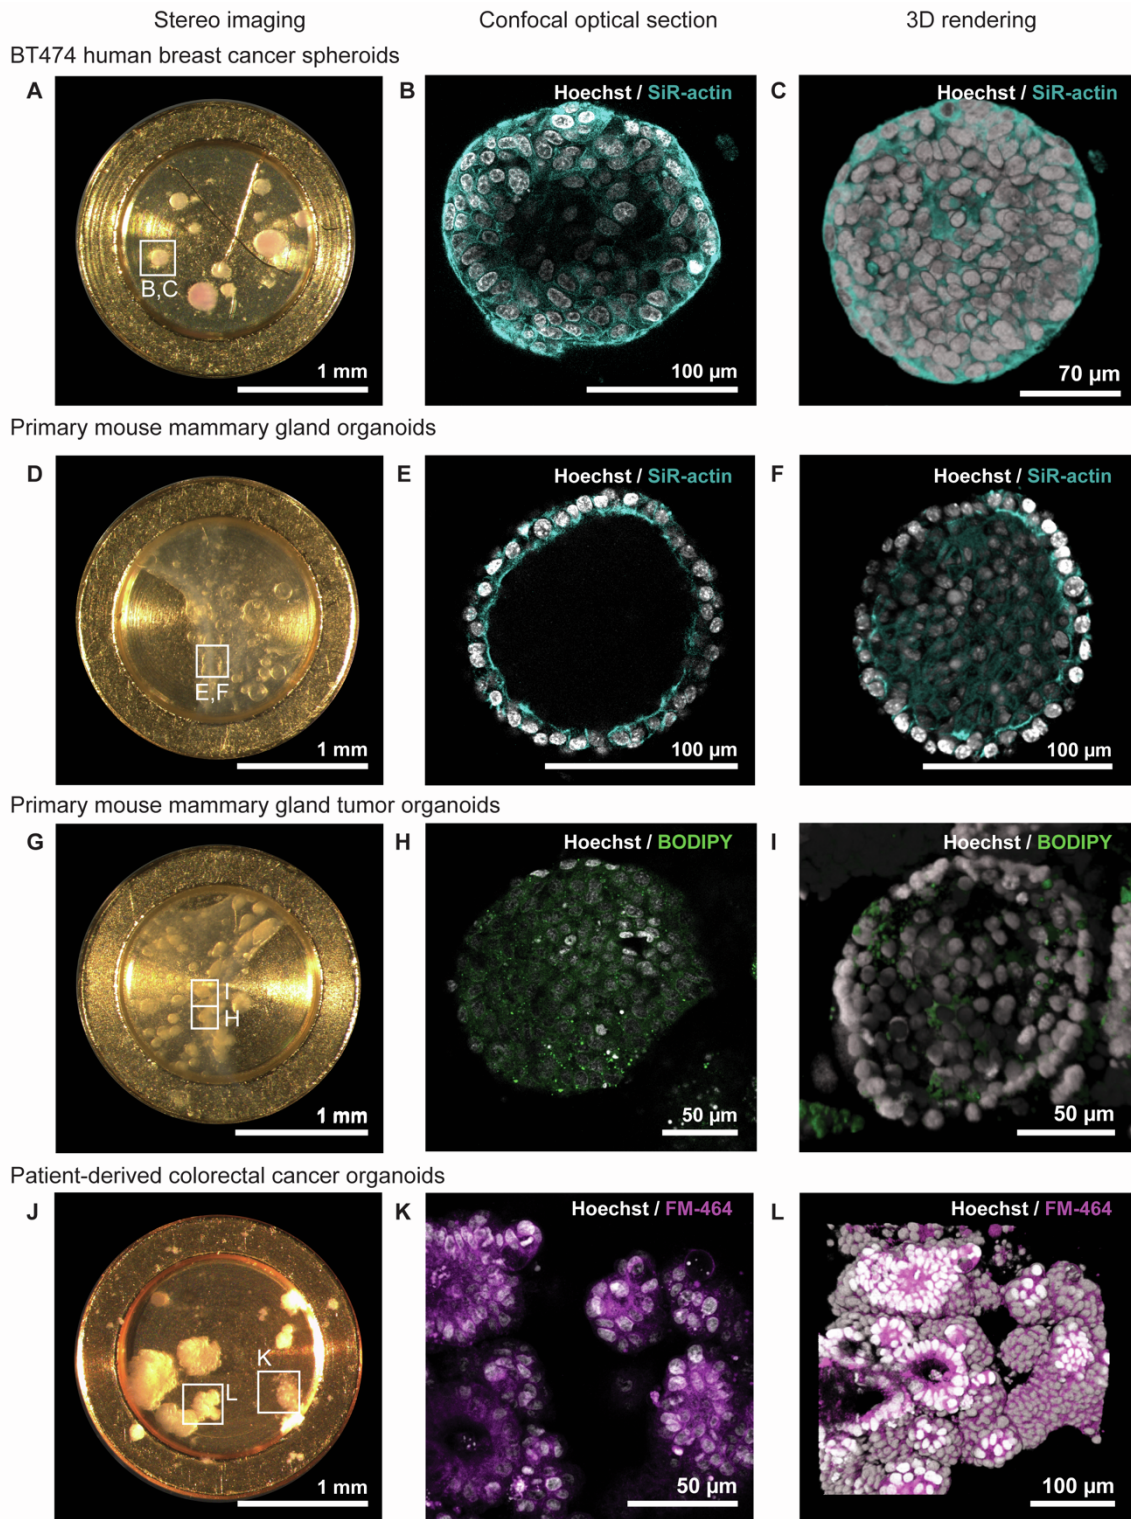 Stereo imaging Confocal optical section 3D rendering
BT474 human breast cancer spheroids
A B Hoechst / SiR-actin C Hoechst / SiR-actin
B,C
1 mm 100 µm 70 µm
Primary mouse mammary gland organoids
D E Hoechst / SiR-actin F Hoechst / SiR-actin
E,F
1 mm 100 µm 100 µm
Primary mouse mammary gland tumor organoids
G H Hoechst / BODIPY I Hoechst / BODIPY
I
H
1 mm 50 µm 50 µm
Patient-derived colorectal cancer organoids
J K Hoechst / FM-464 L Hoechst / FM-464
K
L
1 mm 50 µm 100 µm